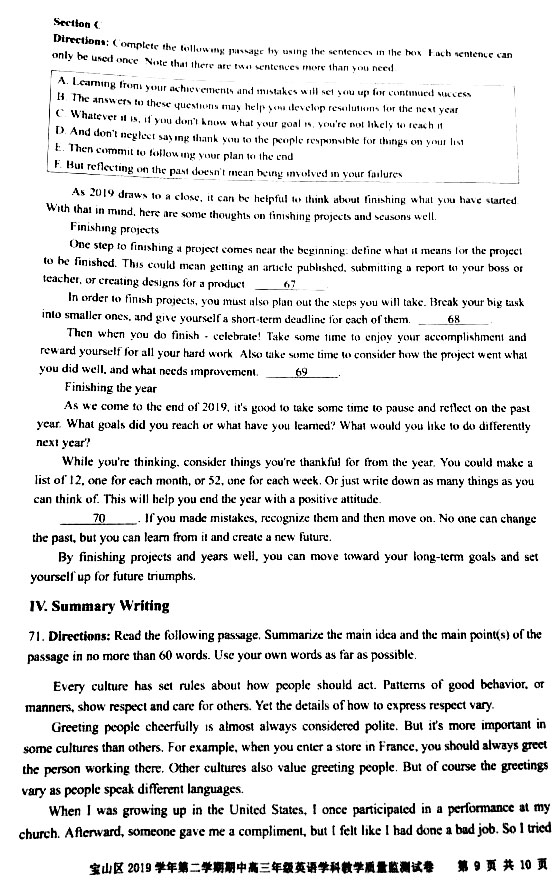 Section C
Directions: Complete the following passage by using the sentences in the box. Each sentence can
only be used once. Note that there are two sentences more than you need.
A. Learning from your achievements and mistakes will set you up for continued success
B. The answers to these questions may help you develop resolutions for the next year
C. Whatever it is, if you don't know what your goal is, you're not likely to reach it
D. And don't neglect saying thank you to the people responsible for things on your list
E. Then commit to following your plan to the end
F. But reflecting on the past doesn't mean being involved in your failures
As 2019 draws to a close, it can be helpful to think about finishing what you have started.
With that in mind, here are some thoughts on finishing projects and seasons well.
Finishing projects
One step to finishing a project comes near the beginning: define what it means for the project
to be finished. This could mean getting an article published, submitting a report to your boss or
teacher, or creating designs for a product ___67___.
In order to finish projects, you must also plan out the steps you will take. Break your big task
into smaller ones, and give yourself a short-term deadline for each of them. ___68___.
Then when you do finish - celebrate! Take some time to enjoy your accomplishment and
reward yourself for all your hard work. Also take some time to consider how the project went what
you did well, and what needs improvement. ___69___.
Finishing the year
As we come to the end of 2019, it's good to take some time to pause and reflect on the past
year. What goals did you reach or what have you learned? What would you like to do differently
next year?
While you're thinking, consider things you're thankful for from the year. You could make a
list of 12, one for each month, or 52, one for each week. Or just write down as many things as you
can think of. This will help you end the year with a positive attitude.
___70___. If you made mistakes, recognize them and then move on. No one can change
the past, but you can learn from it and create a new future.
By finishing projects and years well, you can move toward your long-term goals and set
yourself up for future triumphs.
IV. Summary Writing
71. Directions: Read the following passage. Summarize the main idea and the main point(s) of the
passage in no more than 60 words. Use your own words as far as possible.
Every culture has set rules about how people should act. Patterns of good behavior, or
manners, show respect and care for others. Yet the details of how to express respect vary.
Greeting people cheerfully is almost always considered polite. But it's more important in
some cultures than others. For example, when you enter a store in France, you should always greet
the person working there. Other cultures also value greeting people. But of course the greetings
vary as people speak different languages.
When I was growing up in the United States, I once participated in a performance at my
church. Afterward, someone gave me a compliment, but I felt like I had done a bad job. So I tried
宝山区 2019 学年第二学期期中高三年级英语学科教学质量监测试卷 第 9 页 共 10 页